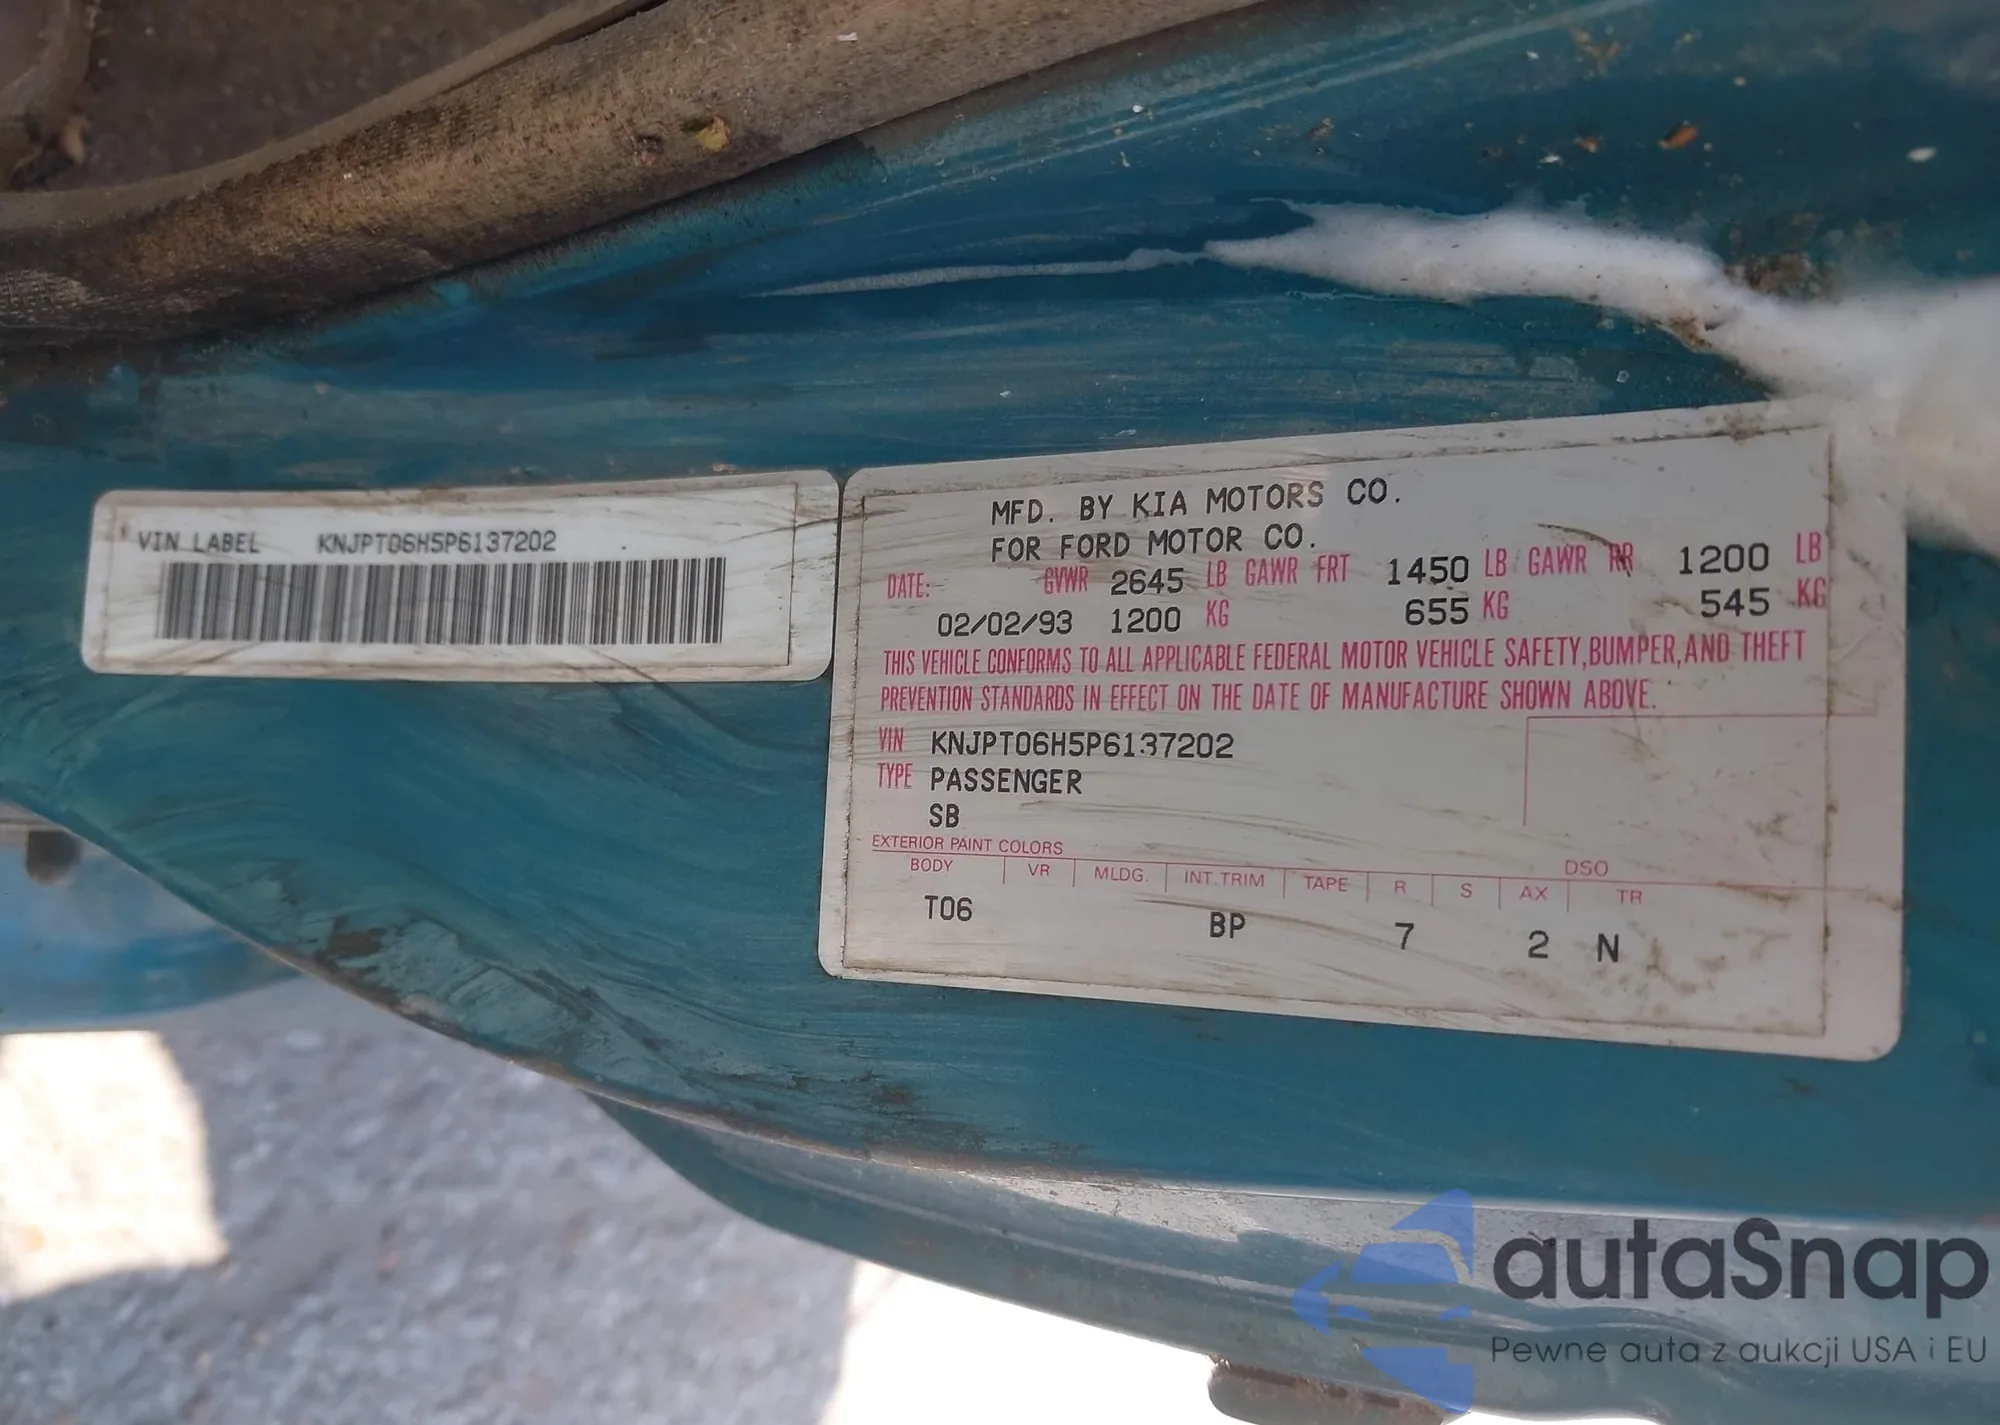 VIN LABEL KNJPT06H5P6137202
MFD. BY KIA MOTORS CO.
FOR FORD MOTOR CO.
DATE: GVWR 2645 LB GAWR FRT 1450 LB GAWR RR 1200 LB
02/02/93 1200 KG 655 KG 545 KG
THIS VEHICLE CONFORMS TO ALL APPLICABLE FEDERAL MOTOR VEHICLE SAFETY, BUMPER, AND THEFT
PREVENTION STANDARDS IN EFFECT ON THE DATE OF MANUFACTURE SHOWN ABOVE.
VIN KNJPT06H5P6137202
TYPE PASSENGER
SB
EXTERIOR PAINT COLORS DSO
BODY VR MLDG. INT.TRIM TAPE R S AX TR
T06 BP 7 2 N
autaSnap
Pewne auta z aukcji USA i EU